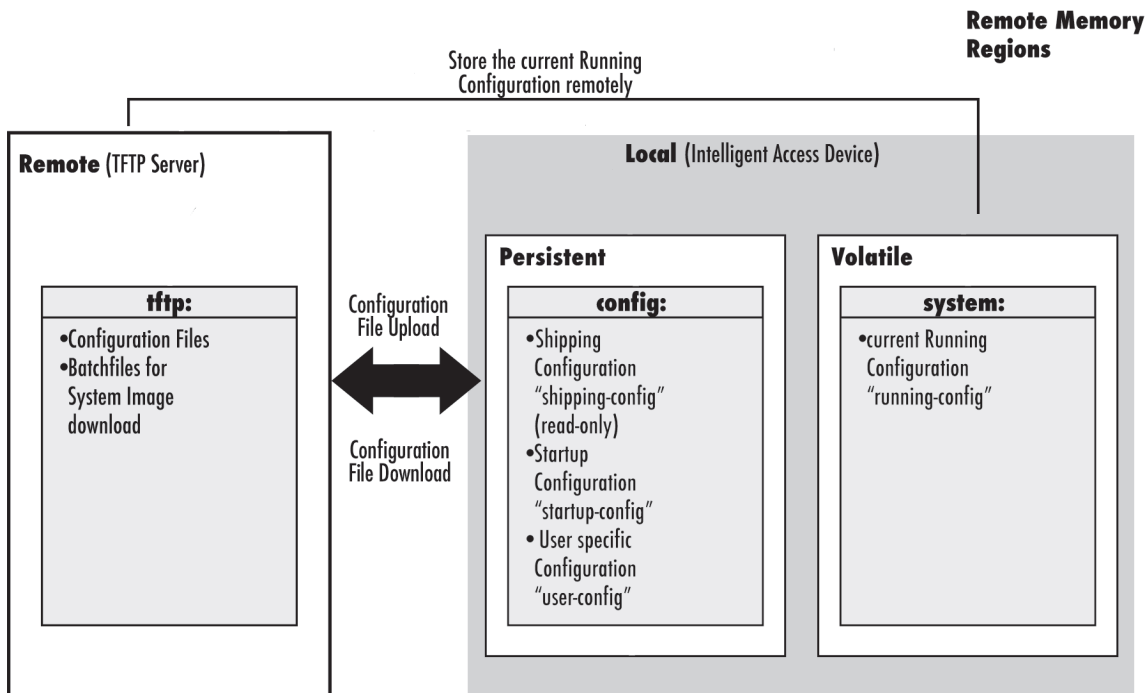 Remote Memory
Regions
Store the current Running
Configuration remotely
Remote (TFTP Server)
tftp:
•Configuration Files
•Batchfiles for
System Image
download
Configuration
File Upload
Configuration
File Download
Local (Intelligent Access Device)
Persistent
config:
•Shipping
Configuration
“shipping-config”
(read-only)
•Startup
Configuration
“startup-config”
• User specific
Configuration
“user-config”
Volatile
system:
•current Running
Configuration
“running-config”